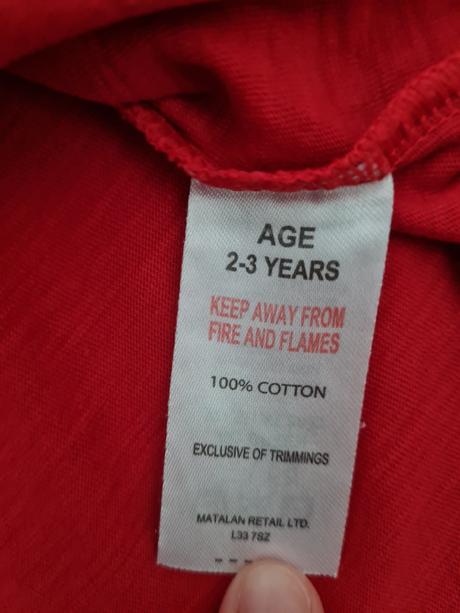 AGE
2-3 YEARS
KEEP AWAY FROM
FIRE AND FLAMES
100% COTTON
EXCLUSIVE OF TRIMMINGS
MATALAN RETAIL LTD.
L33 7SZ